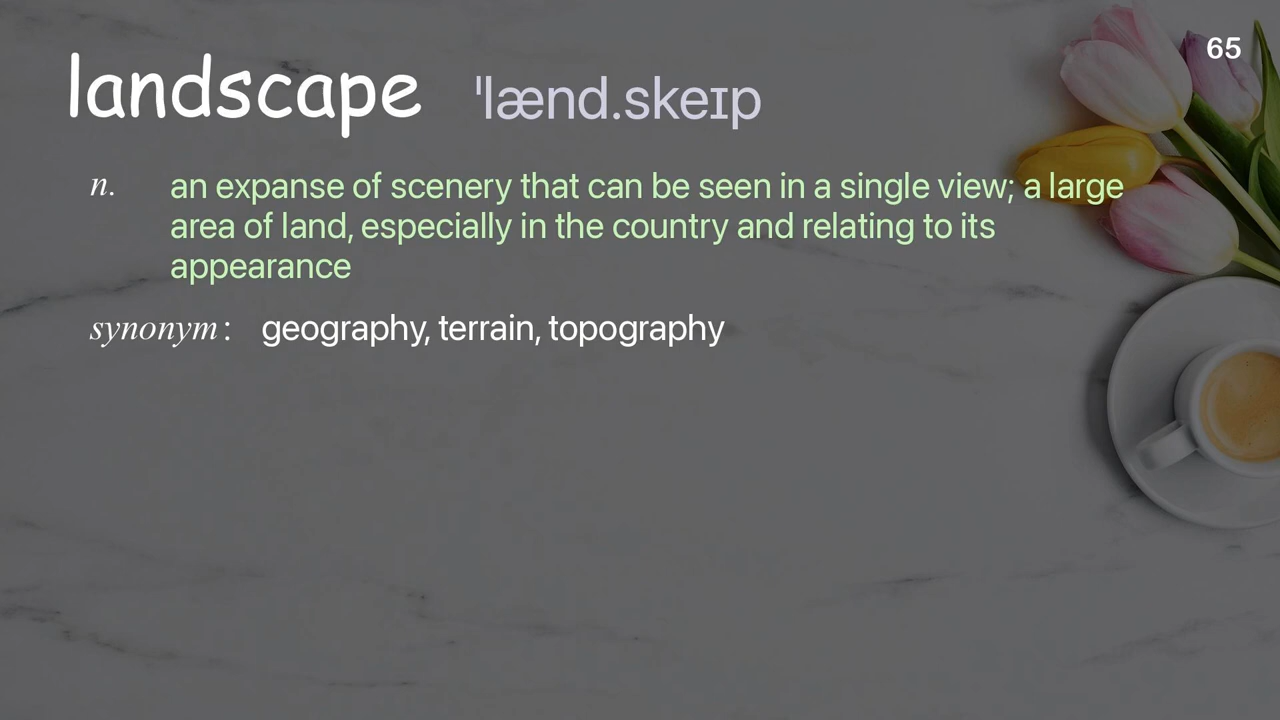 65
landscape ˈlænd.skeɪp
n. an expanse of scenery that can be seen in a single view; a large
area of land, especially in the country and relating to its
appearance
synonym: geography, terrain, topography